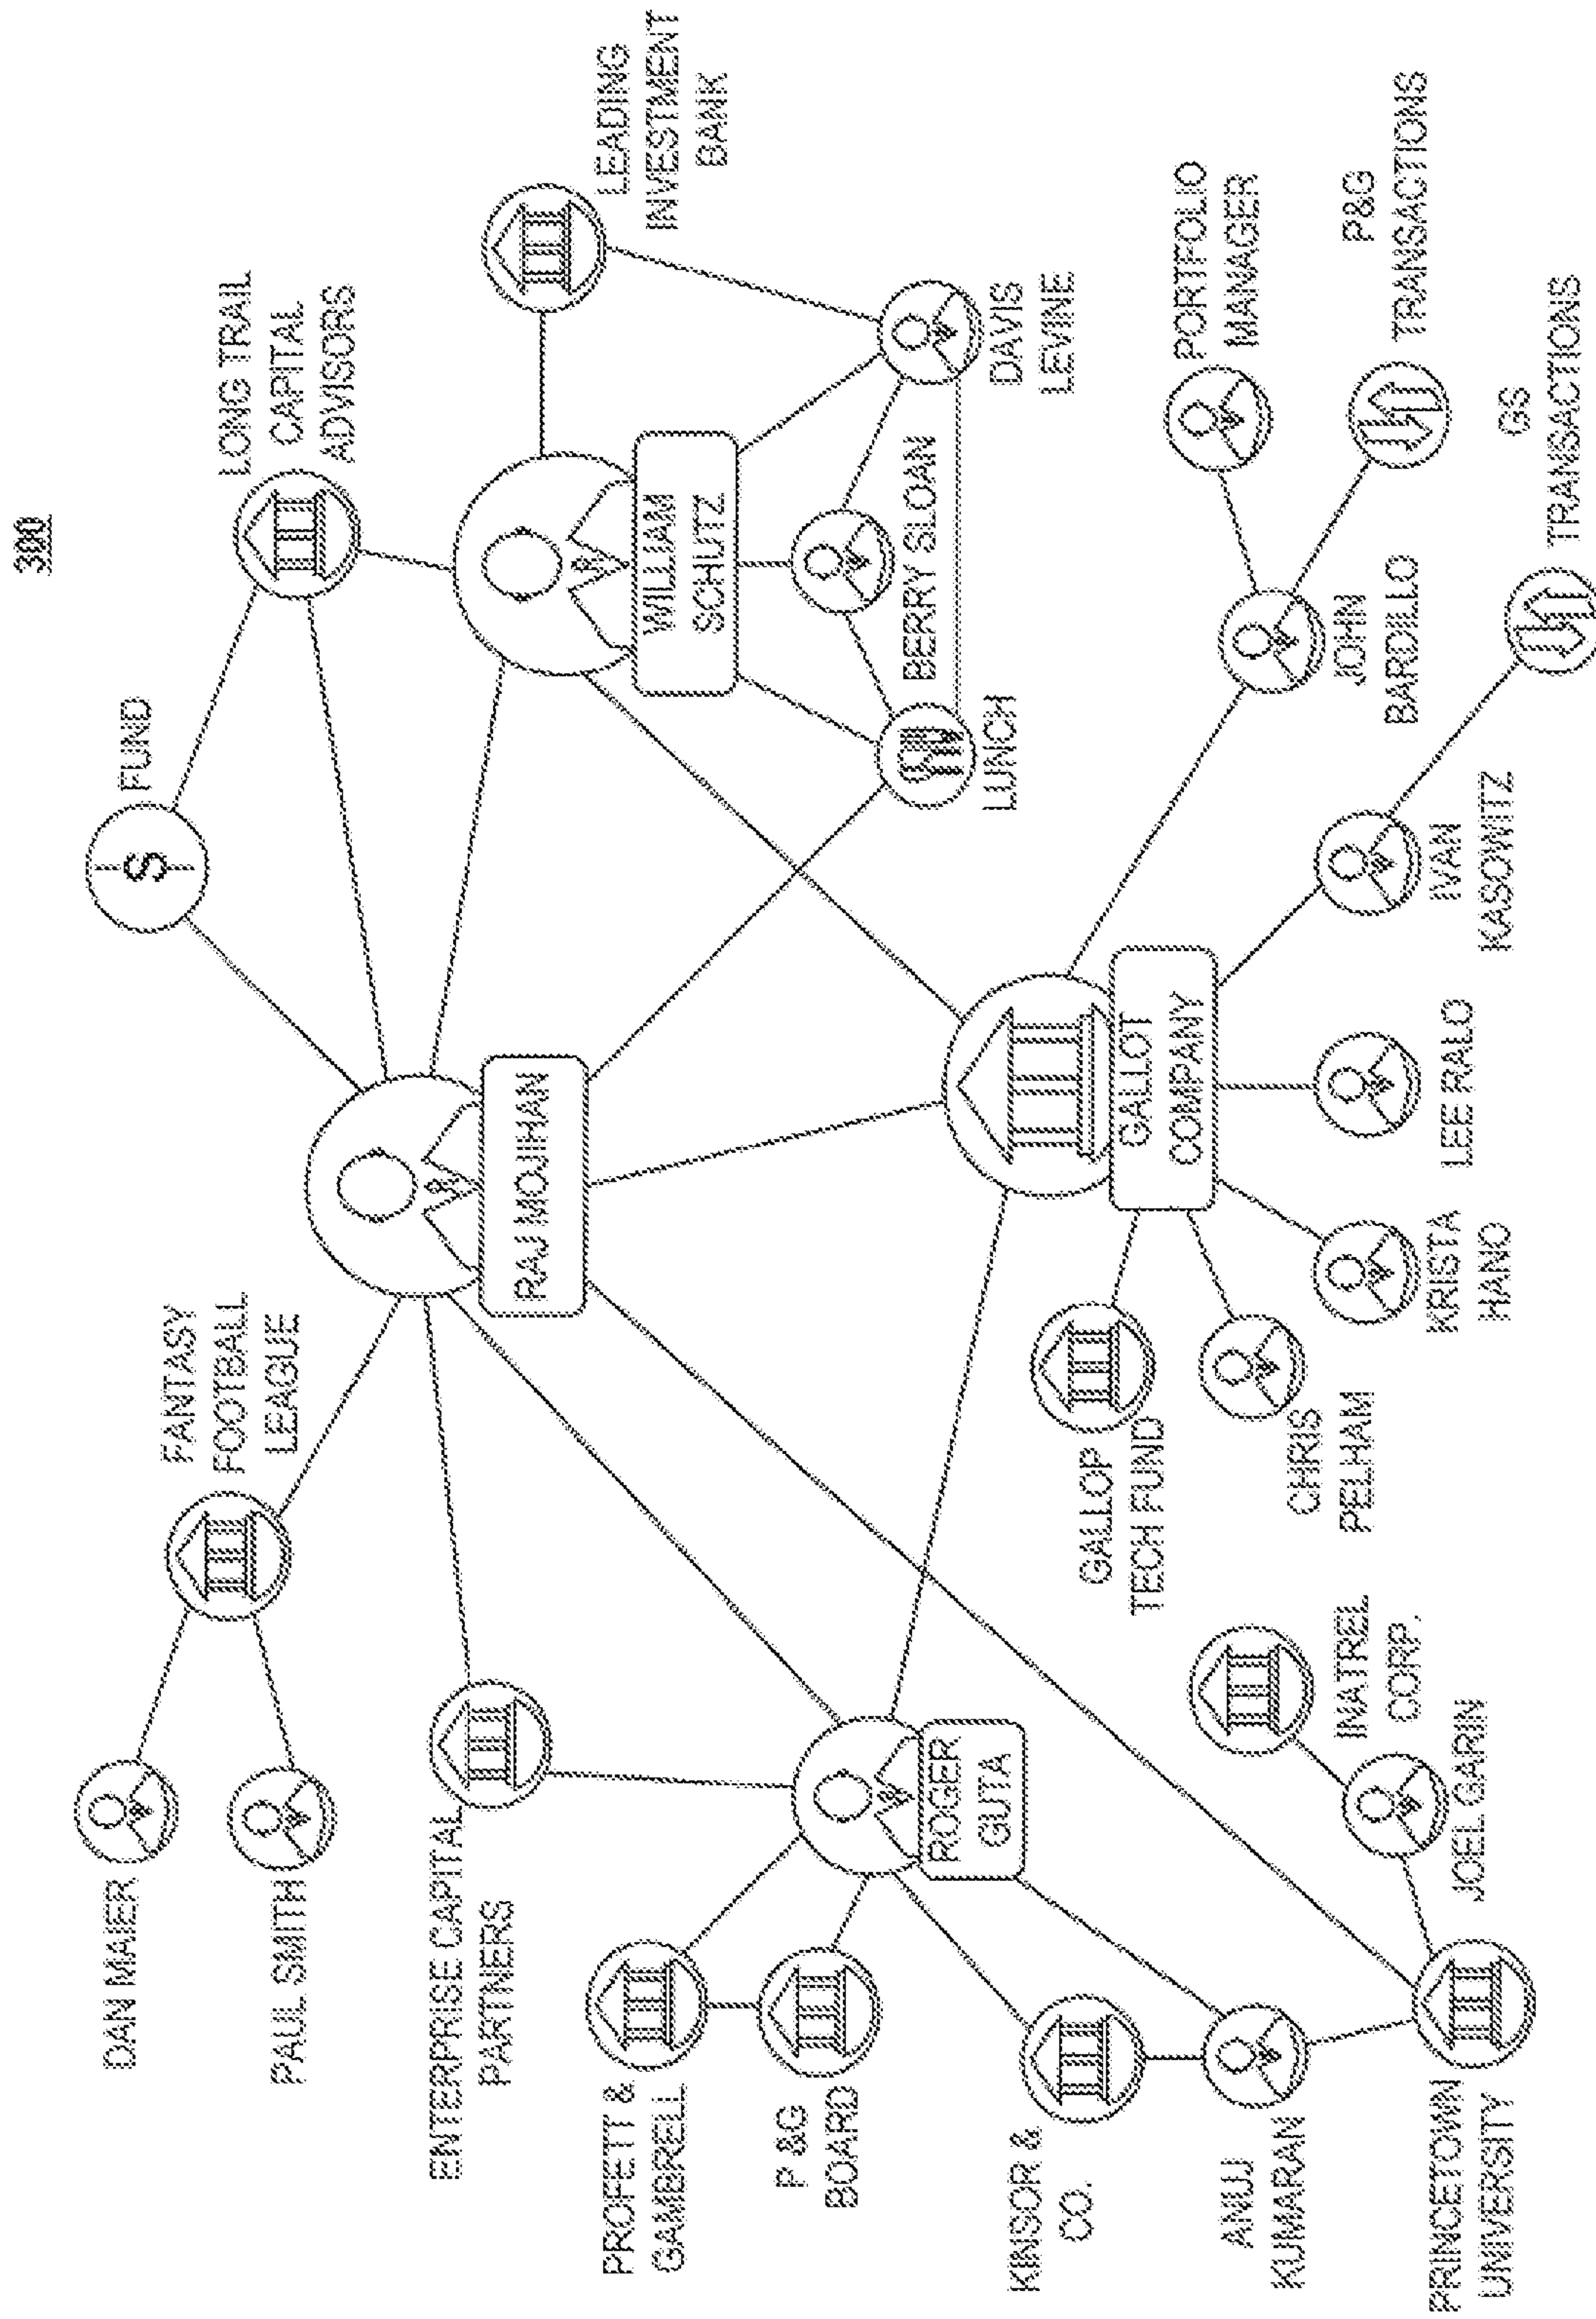 300
DAN MAIER
PAUL SMITH
FANTASY
FOOTBALL
LEAGUE
$
FUND
LONG TRAIL
CAPITAL
ADVISORS
ENTERPRISE CAPITAL
PARTNERS
RAJ MOJIHAN
WILLIAM
SCHUTZ
LEADING
INVESTMENT
BANK
PROFETT &
GAMBRELL
P &G
BOARD
ROGER
GUTA
BERRY SLOAN
DAVIS
LEVINE
LUNCH
KINSOR &
CO.
ANUJ
KUMARAN
PRINCETOWN
UNIVERSITY
INATREL
CORP.
JOEL GARIN
GALLOP
TECH FUND
CHRIS
PELHAM
GALLOT
COMPANY
KRISTA
HANO
LEE RALO
IVAN
KASOWITZ
JOHN
BARDILLO
PORTFOLIO
MANAGER
P&G
TRANSACTIONS
GS
TRANSACTIONS